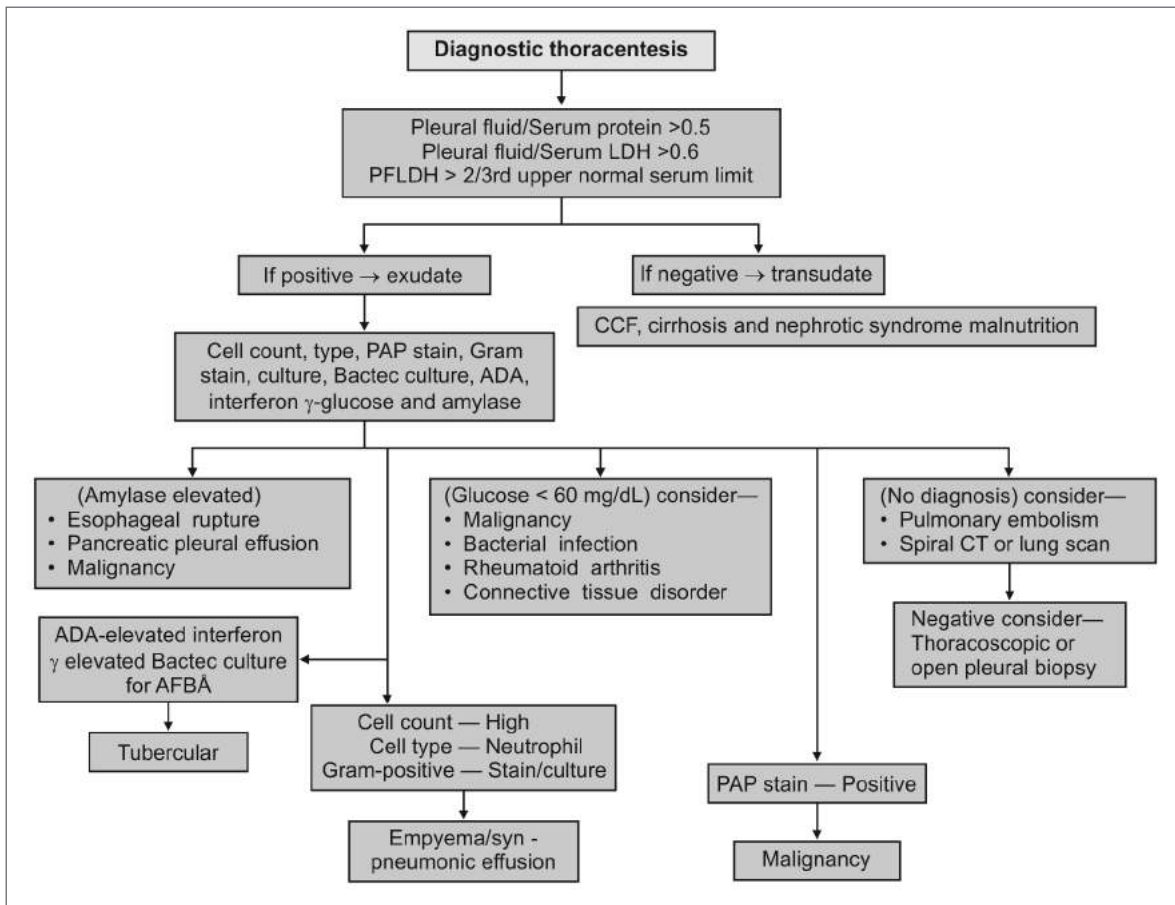 Diagnostic thoracentesis
Pleural fluid/Serum protein >0.5
Pleural fluid/Serum LDH >0.6
PFLDH > 2/3rd upper normal serum limit
If positive → exudate
If negative → transudate
CCF, cirrhosis and nephrotic syndrome malnutrition
Cell count, type, PAP stain, Gram
stain, culture, Bactec culture, ADA,
interferon γ-glucose and amylase
(Amylase elevated)
• Esophageal rupture
• Pancreatic pleural effusion
• Malignancy
(Glucose < 60 mg/dL) consider—
• Malignancy
• Bacterial infection
• Rheumatoid arthritis
• Connective tissue disorder
(No diagnosis) consider—
• Pulmonary embolism
• Spiral CT or lung scan
Negative consider—
Thoracoscopic or
open pleural biopsy
ADA-elevated interferon
γ elevated Bactec culture
for AFBÅ
Tubercular
Cell count — High
Cell type — Neutrophil
Gram-positive — Stain/culture
Empyema/syn -
pneumonic effusion
PAP stain — Positive
Malignancy